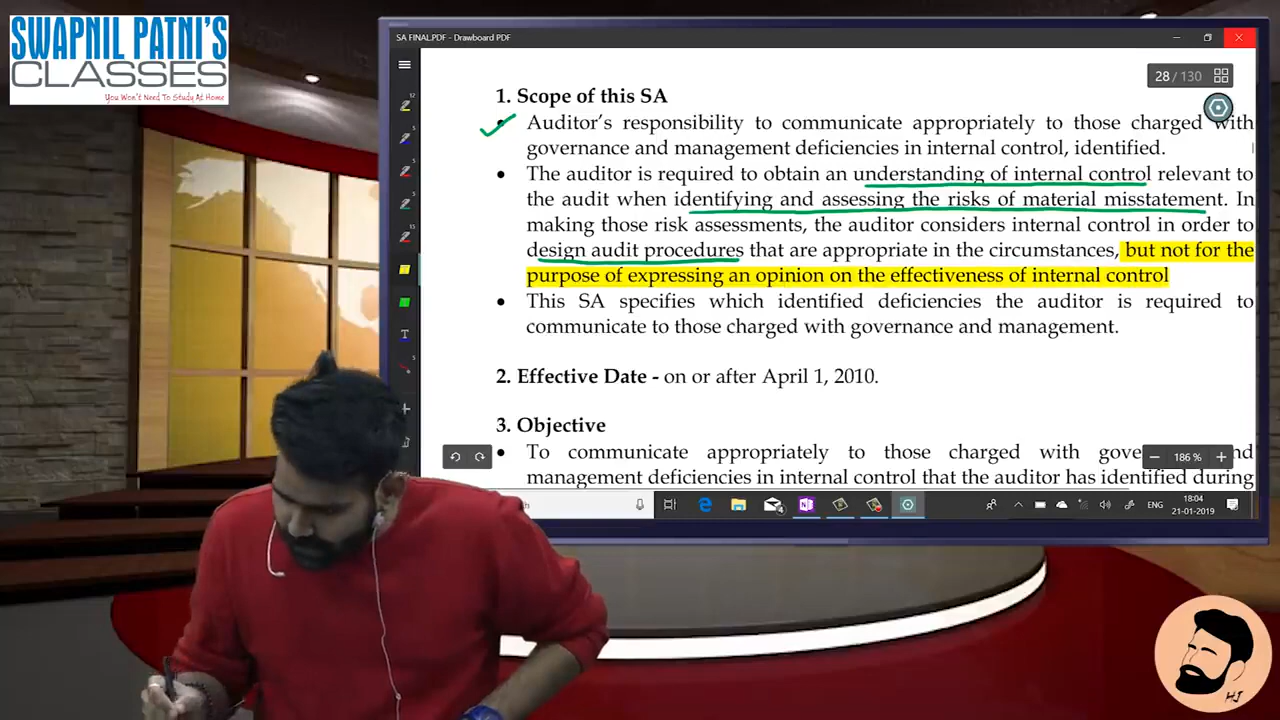 SWAPNIL PATNI'S
CLASSES
You Won't Need To Study At Home
SA FINAL.PDF - Drawboard PDF
28 / 130
1. Scope of this SA
• Auditor's responsibility to communicate appropriately to those charged with
governance and management deficiencies in internal control, identified.
• The auditor is required to obtain an understanding of internal control relevant to
the audit when identifying and assessing the risks of material misstatement. In
making those risk assessments, the auditor considers internal control in order to
design audit procedures that are appropriate in the circumstances, but not for the
purpose of expressing an opinion on the effectiveness of internal control
• This SA specifies which identified deficiencies the auditor is required to
communicate to those charged with governance and management.
2. Effective Date - on or after April 1, 2010.
3. Objective
• To communicate appropriately to those charged with
management deficiencies in internal control that the auditor has identified during
186 %
ENG
18:04
21-01-2019
HJ